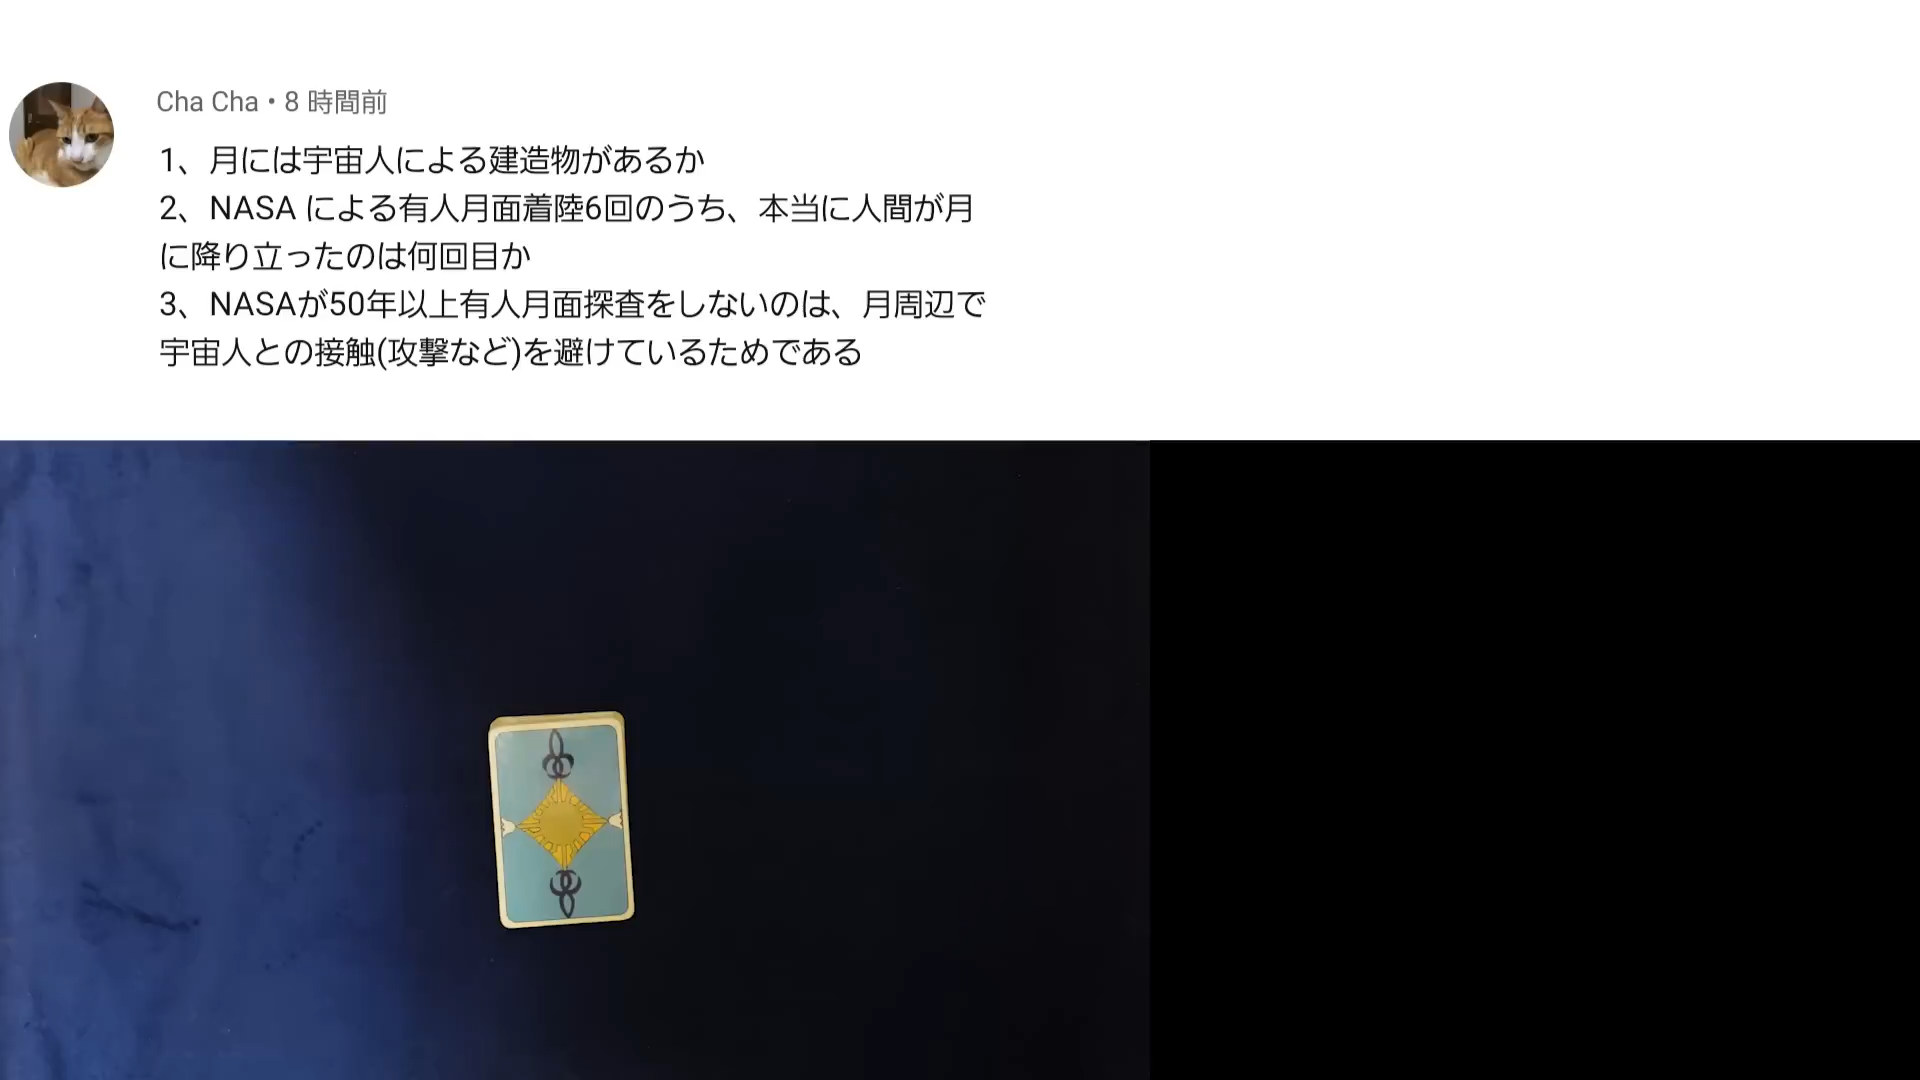 Cha Cha • 8 時間前
1、月には宇宙人による建造物があるか
2、NASA による有人月面着陸6回のうち、本当に人間が月
に降り立ったのは何回目か
3、NASAが50年以上有人月面探査をしないのは、月周辺で
宇宙人との接触(攻撃など)を避けているためである